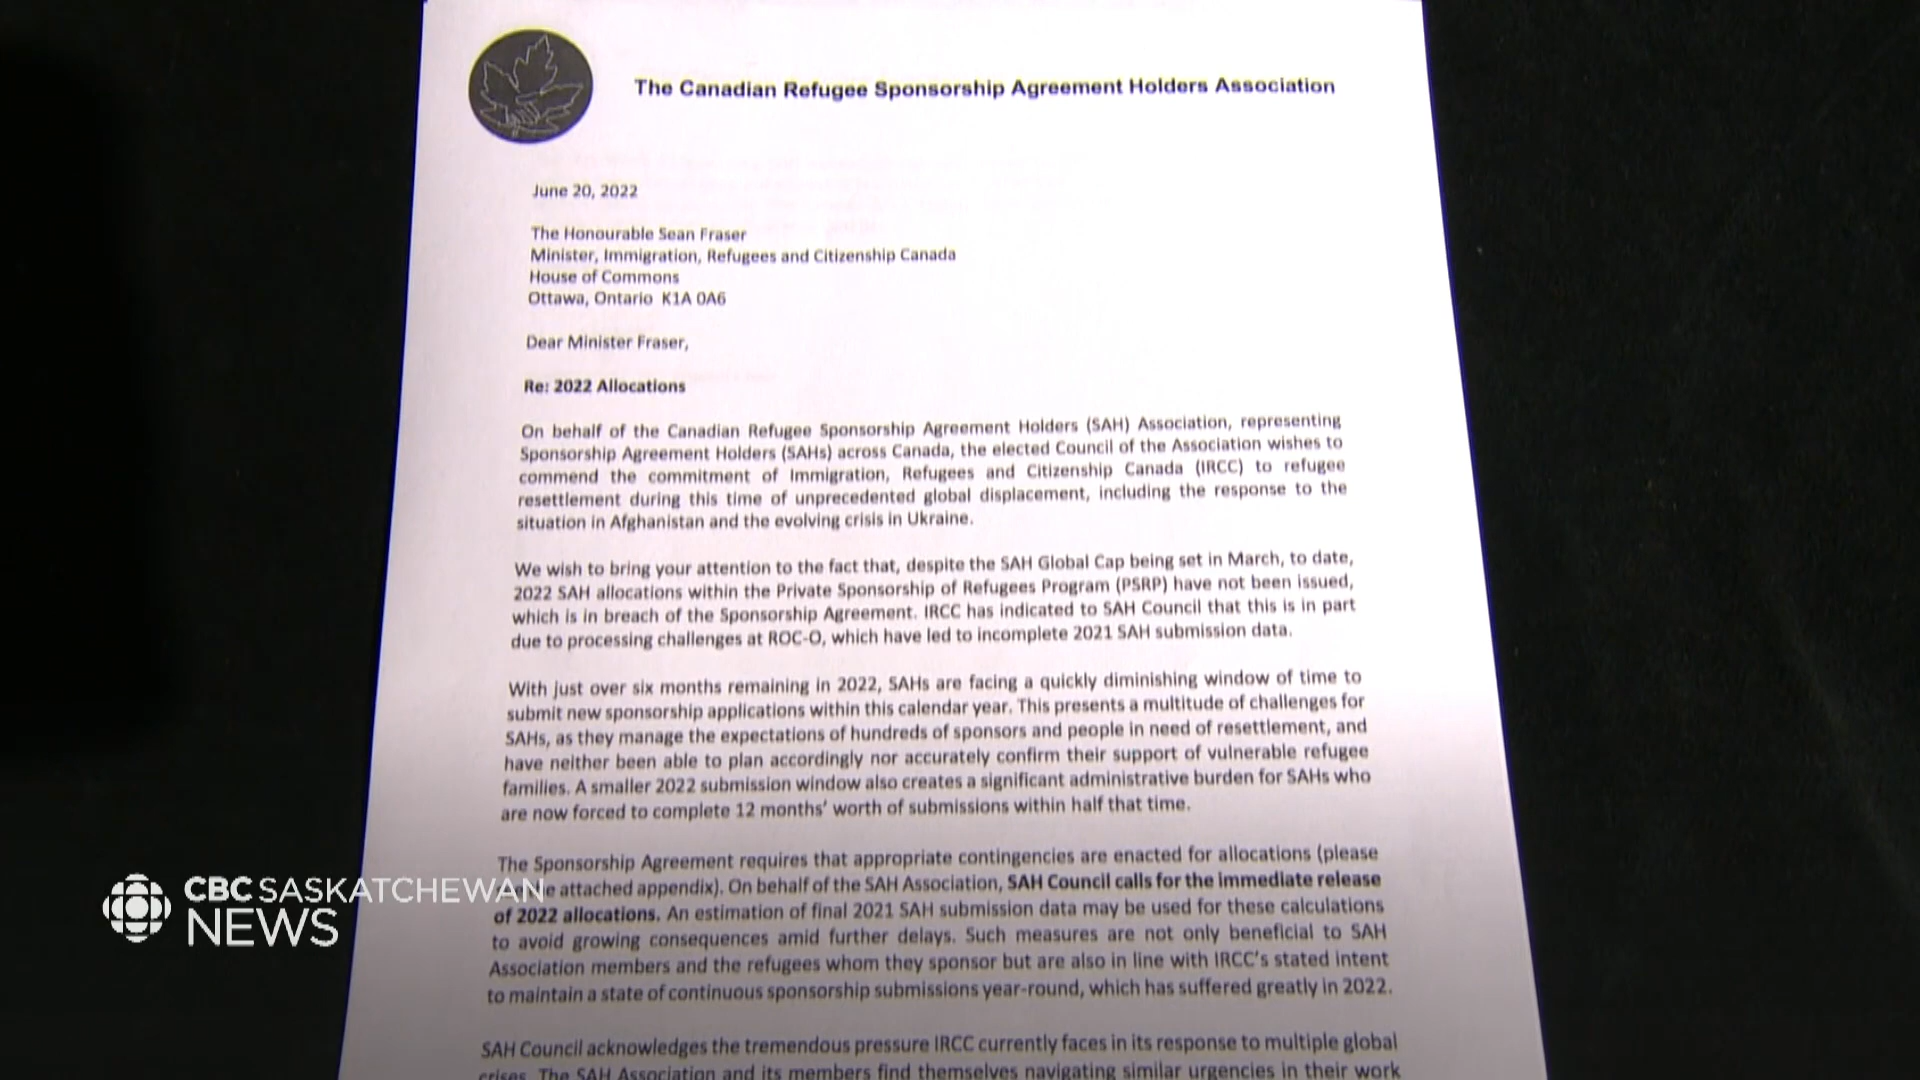 The Canadian Refugee Sponsorship Agreement Holders Association
June 20, 2022
The Honourable Sean Fraser
Minister, Immigration, Refugees and Citizenship Canada
House of Commons
Ottawa, Ontario K1A 0A6
Dear Minister Fraser,
Re: 2022 Allocations
On behalf of the Canadian Refugee Sponsorship Agreement Holders (SAH) Association, representing
Sponsorship Agreement Holders (SAHs) across Canada, the elected Council of the Association wishes to
commend the commitment of Immigration, Refugees and Citizenship Canada (IRCC) to refugee
resettlement during this time of unprecedented global displacement, including the response to the
situation in Afghanistan and the evolving crisis in Ukraine.
We wish to bring your attention to the fact that, despite the SAH Global Cap being set in March, to date,
2022 SAH allocations within the Private Sponsorship of Refugees Program (PSRP) have not been issued,
which is in breach of the Sponsorship Agreement. IRCC has indicated to SAH Council that this is in part
due to processing challenges at ROC-O, which have led to incomplete 2021 SAH submission data.
With just over six months remaining in 2022, SAHs are facing a quickly diminishing window of time to
submit new sponsorship applications within this calendar year. This presents a multitude of challenges for
SAHs, as they manage the expectations of hundreds of sponsors and people in need of resettlement, and
have neither been able to plan accordingly nor accurately confirm their support of vulnerable refugee
families. A smaller 2022 submission window also creates a significant administrative burden for SAHs who
are now forced to complete 12 months' worth of submissions within half that time.
The Sponsorship Agreement requires that appropriate contingencies are enacted for allocations (please
attached appendix). On behalf of the SAH Association, SAH Council calls for the immediate release
of 2022 allocations. An estimation of final 2021 SAH submission data may be used for these calculations
to avoid growing consequences amid further delays. Such measures are not only beneficial to SAH
Association members and the refugees whom they sponsor but are also in line with IRCC's stated intent
to maintain a state of continuous sponsorship submissions year-round, which has suffered greatly in 2022.
SAH Council acknowledges the tremendous pressure IRCC currently faces in its response to multiple global
crises. The SAH Association and its members find themselves navigating similar urgencies in their work
CBC SASKATCHEWAN
NEWS